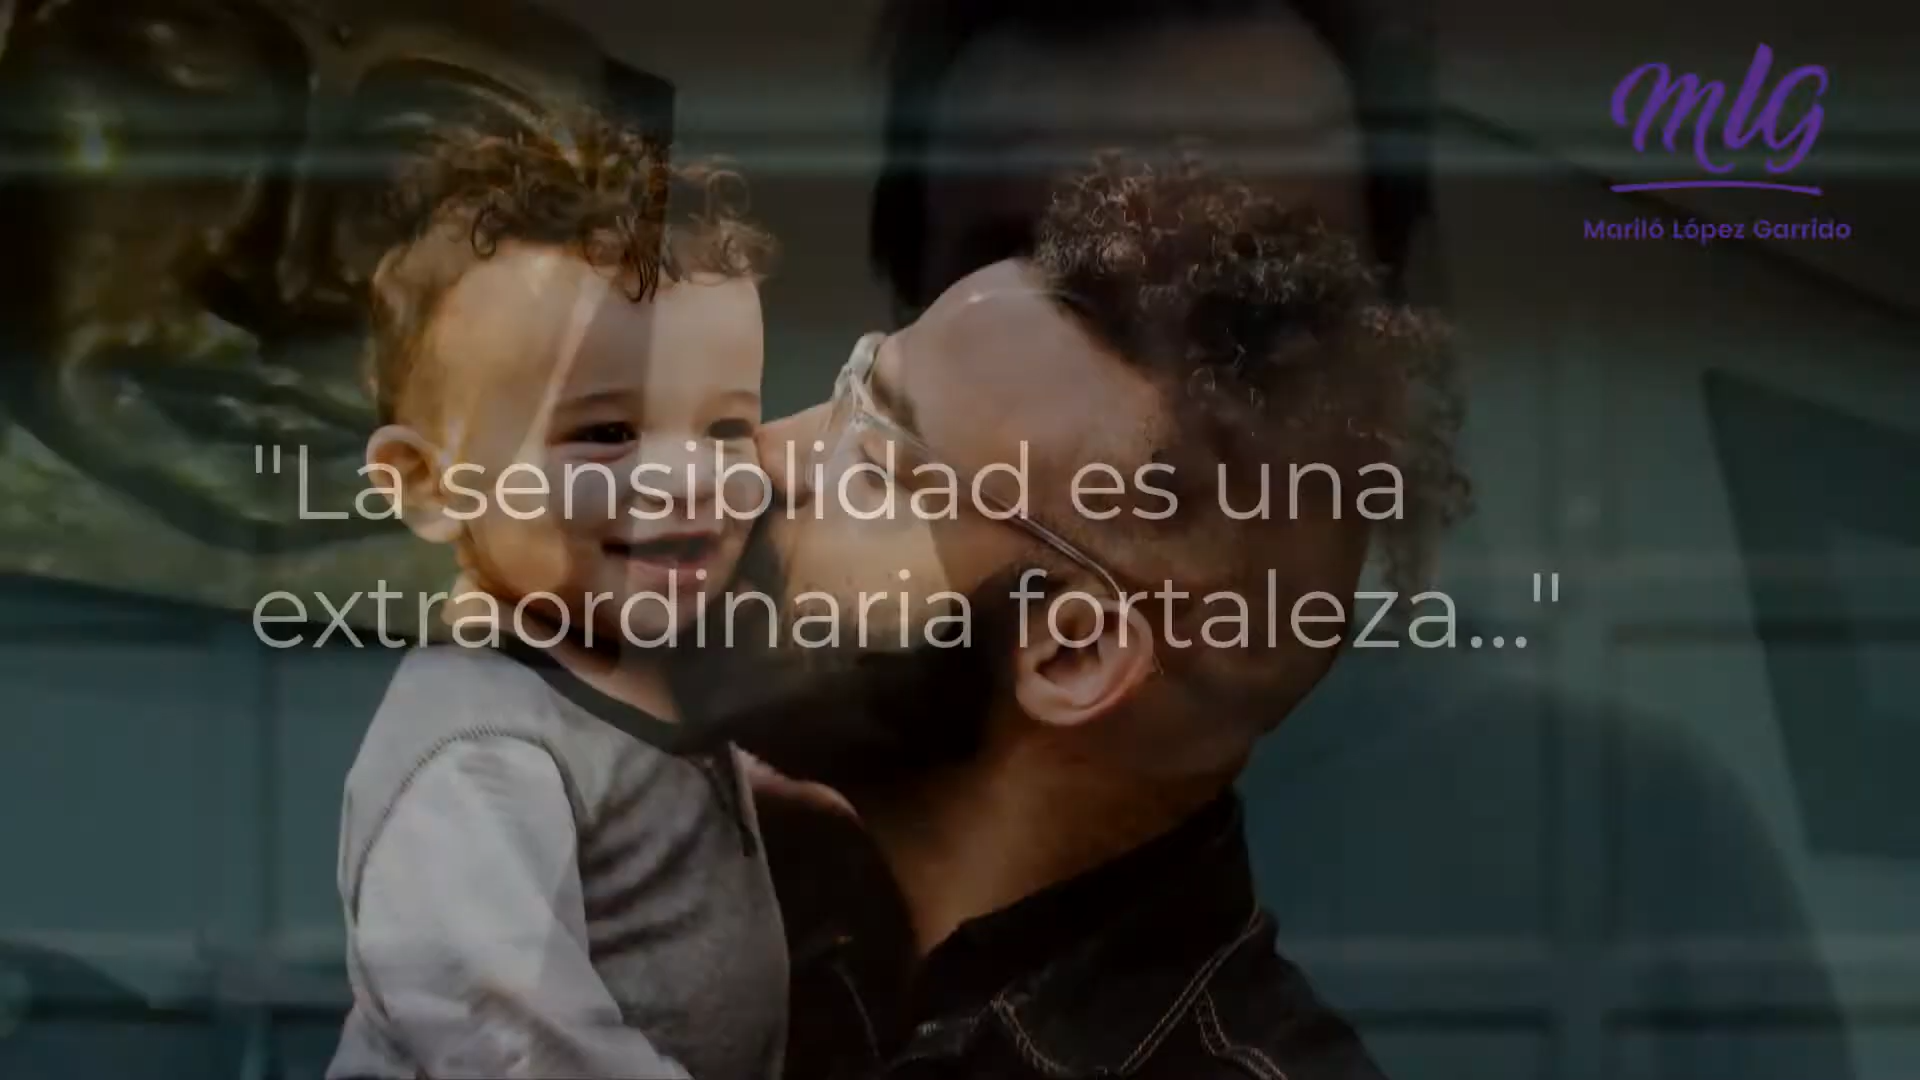 MLG
Mariló López Garrido
"La sensiblidad es una
extraordinaria fortaleza..."